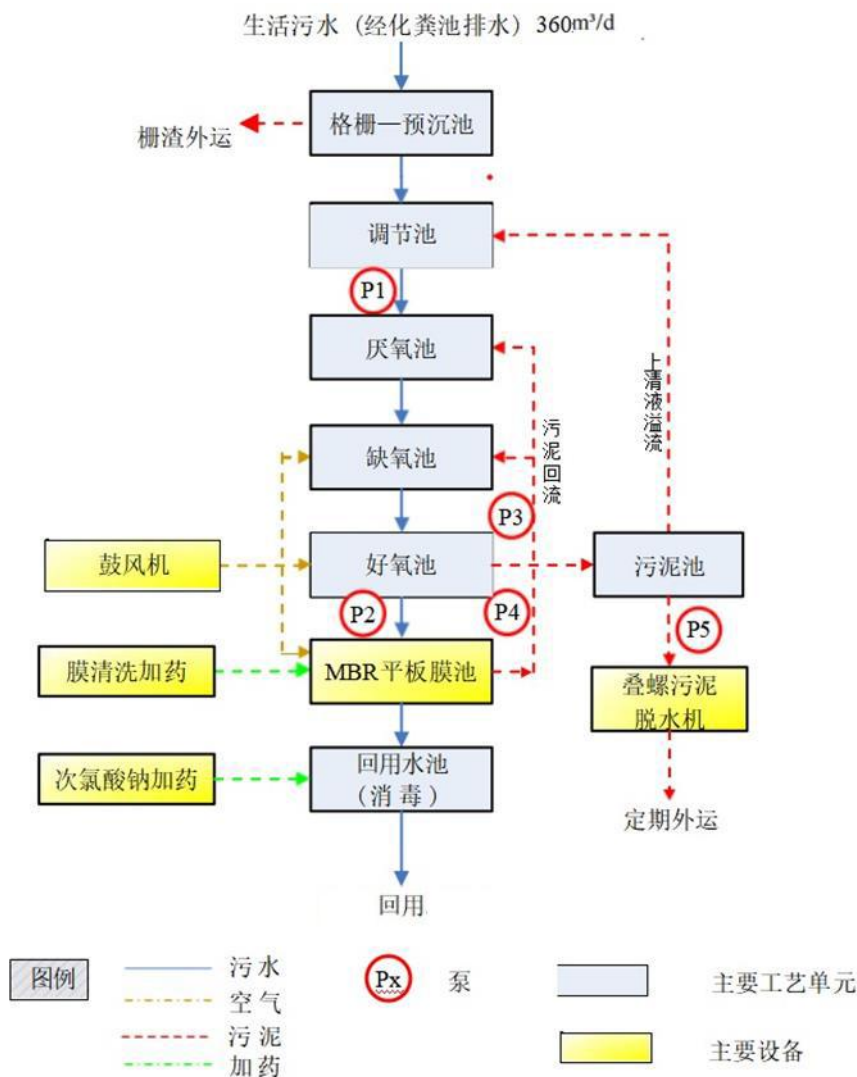 生活污水（经化粪池排水）360m³/d
格栅—预沉池
栅渣外运
调节池
P1
厌氧池
上清液溢流
污泥回流
缺氧池
P3
鼓风机
好氧池
污泥池
P2
P4
P5
膜清洗加药
MBR平板膜池
叠螺污泥
脱水机
次氯酸钠加药
回用水池
（消毒）
定期外运
回用
图例
污水
空气
污泥
加药
Px
泵
主要工艺单元
主要设备